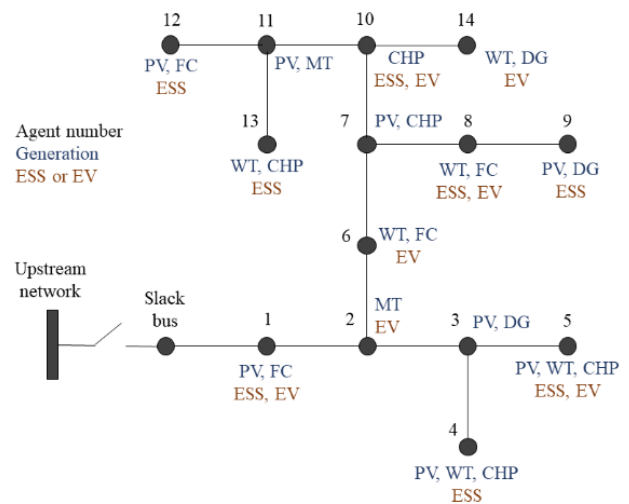 12 11 10 14
PV, FC
ESS
PV, MT
CHP
ESS, EV
WT, DG
EV
13 7 PV, CHP 8 9
Agent number
Generation
ESS or EV
WT, CHP
ESS
WT, FC
ESS, EV
PV, DG
ESS
6 WT, FC
EV
Upstream
network
Slack
bus
1
PV, FC
ESS, EV
2
MT
EV
3 PV, DG
5
PV, WT, CHP
ESS, EV
4
PV, WT, CHP
ESS